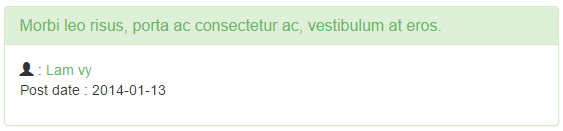 Morbi leo risus, porta ac consectetur ac, vestibulum at eros.
: Lam vy
Post date : 2014-01-13